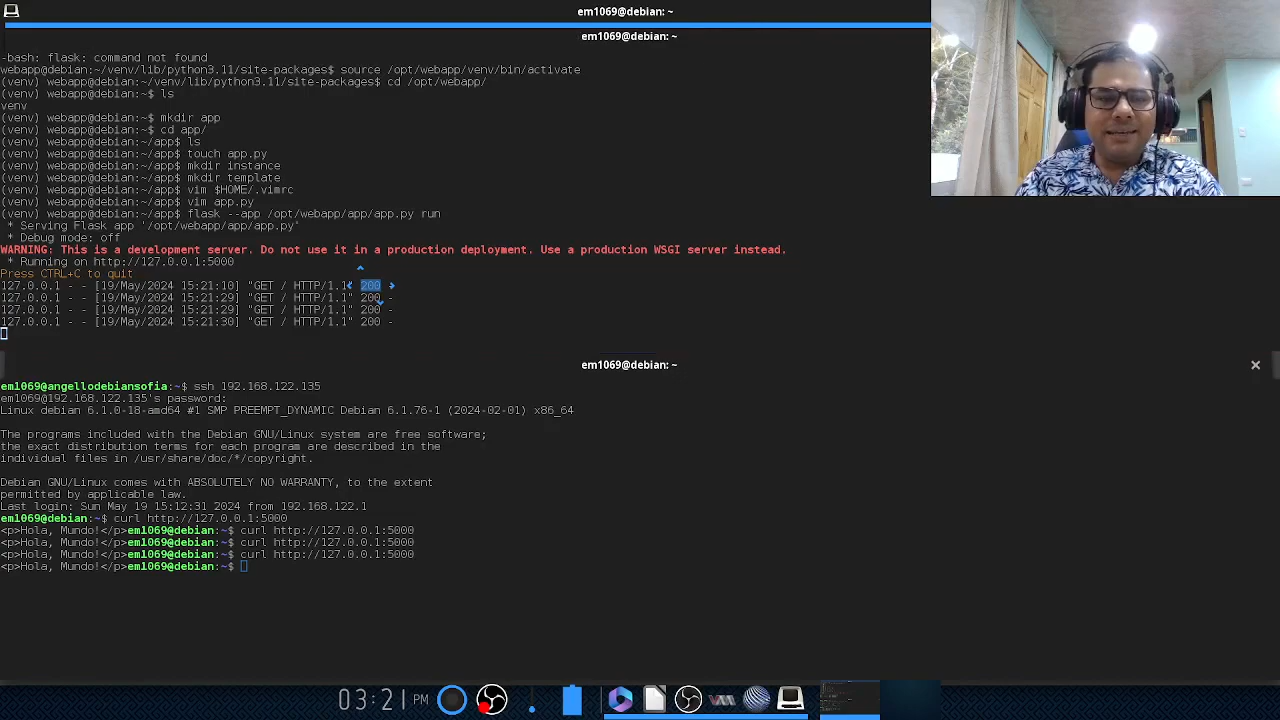 em1069@debian: ~
em1069@debian: ~
-bash: flask: command not found
webapp@debian:~/venv/lib/python3.11/site-packages$ source /opt/webapp/venv/bin/activate
(venv) webapp@debian:~/venv/lib/python3.11/site-packages$ cd /opt/webapp/
(venv) webapp@debian:~$ ls
venv
(venv) webapp@debian:~$ mkdir app
(venv) webapp@debian:~$ cd app/
(venv) webapp@debian:~/app$ ls
(venv) webapp@debian:~/app$ touch app.py
(venv) webapp@debian:~/app$ mkdir instance
(venv) webapp@debian:~/app$ mkdir template
(venv) webapp@debian:~/app$ vim $HOME/.vimrc
(venv) webapp@debian:~/app$ vim app.py
(venv) webapp@debian:~/app$ flask --app /opt/webapp/app/app.py run
* Serving Flask app '/opt/webapp/app/app.py'
* Debug mode: off
WARNING: This is a development server. Do not use it in a production deployment. Use a production WSGI server instead.
* Running on http://127.0.0.1:5000
Press CTRL+C to quit
127.0.0.1 - - [19/May/2024 15:21:10] "GET / HTTP/1.1" 200
127.0.0.1 - - [19/May/2024 15:21:29] "GET / HTTP/1.1" 200 -
127.0.0.1 - - [19/May/2024 15:21:29] "GET / HTTP/1.1" 200 -
127.0.0.1 - - [19/May/2024 15:21:30] "GET / HTTP/1.1" 200 -
em1069@debian: ~
em1069@angellodebiansofia:~$ ssh 192.168.122.135
em1069@192.168.122.135's password:
Linux debian 6.1.0-18-amd64 #1 SMP PREEMPT_DYNAMIC Debian 6.1.76-1 (2024-02-01) x86_64
The programs included with the Debian GNU/Linux system are free software;
the exact distribution terms for each program are described in the
individual files in /usr/share/doc/*/copyright.
Debian GNU/Linux comes with ABSOLUTELY NO WARRANTY, to the extent
permitted by applicable law.
Last login: Sun May 19 15:12:31 2024 from 192.168.122.1
em1069@debian:~$ curl http://127.0.0.1:5000
<p>Hola, Mundo!</p>em1069@debian:~$ curl http://127.0.0.1:5000
<p>Hola, Mundo!</p>em1069@debian:~$ curl http://127.0.0.1:5000
<p>Hola, Mundo!</p>em1069@debian:~$ curl http://127.0.0.1:5000
<p>Hola, Mundo!</p>em1069@debian:~$
03:21 PM